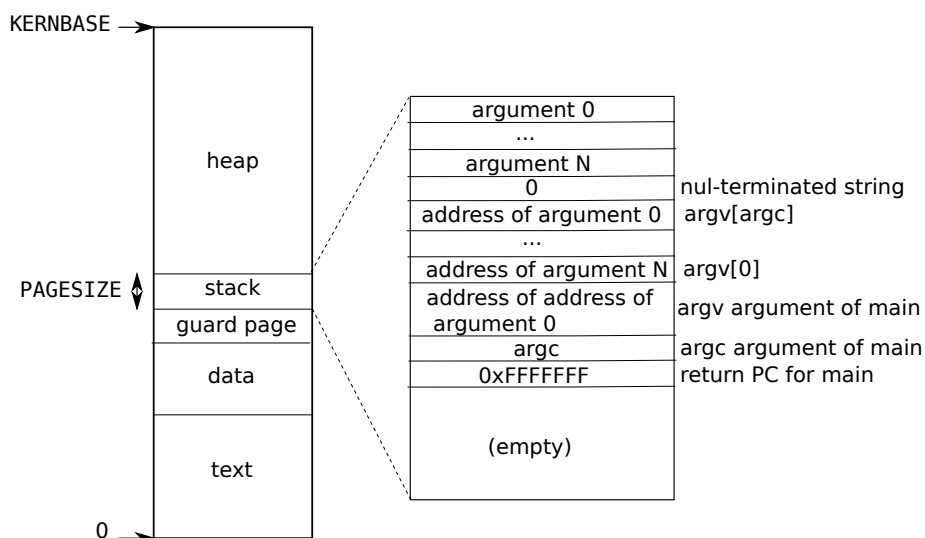 KERNBASE
heap
PAGESIZE
stack
guard page
data
text
0
argument 0
...
argument N
0
nul-terminated string
address of argument 0
argv[argc]
...
address of argument N
argv[0]
address of address of
argument 0
argv argument of main
argc
argc argument of main
0xFFFFFFF
return PC for main
(empty)